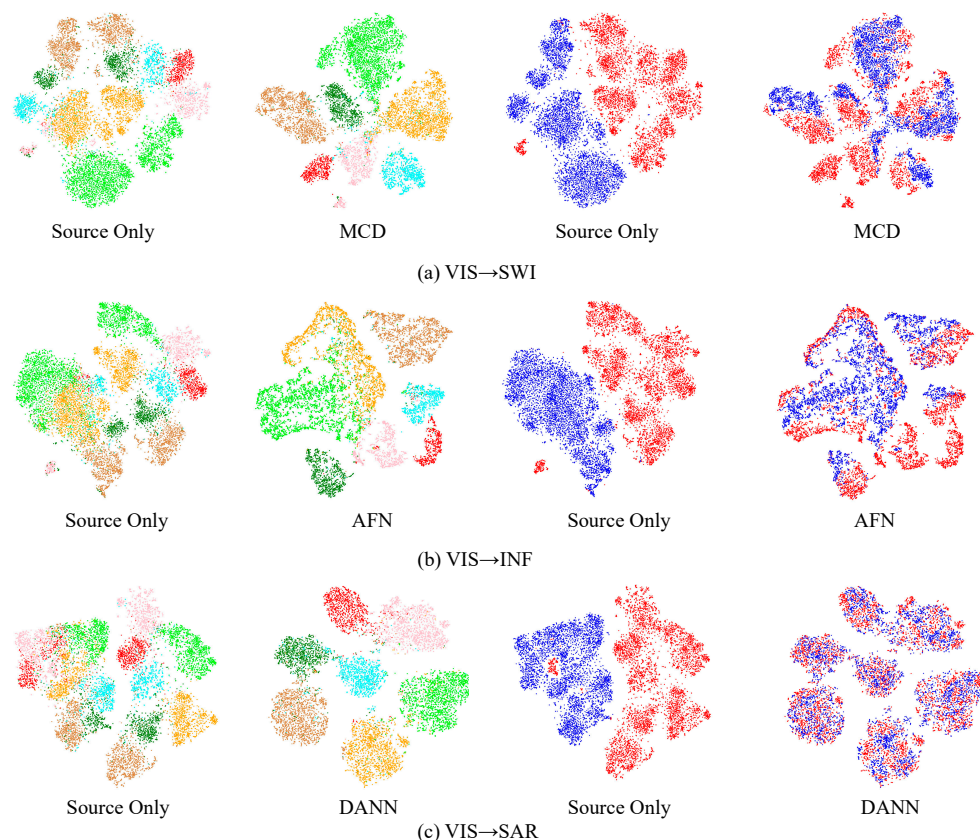 Source Only MCD Source Only MCD
(a) VIS→SWI
Source Only AFN Source Only AFN
(b) VIS→INF
Source Only DANN Source Only DANN
(c) VIS→SAR